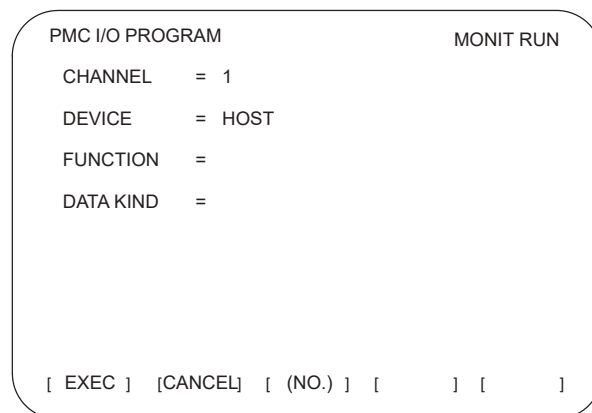 PMC I/O PROGRAM MONIT RUN
CHANNEL = 1
DEVICE = HOST
FUNCTION =
DATA KIND =
[ EXEC ] [CANCEL] [ (NO.) ] [ ] [ ]